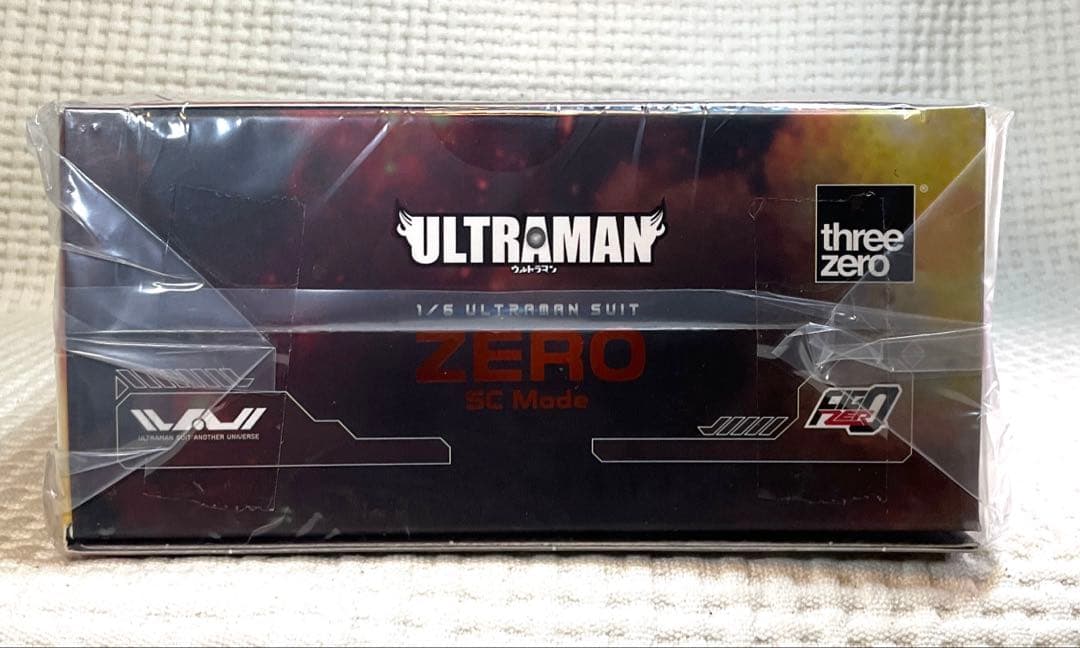 ULTRAMAN
ウルトラマン
three
zero
®
1/6 ULTRAMAN SUIT
ZERO
SC Mode
ULTRAMAN SUIT ANOTHER UNIVERSE
ZERO